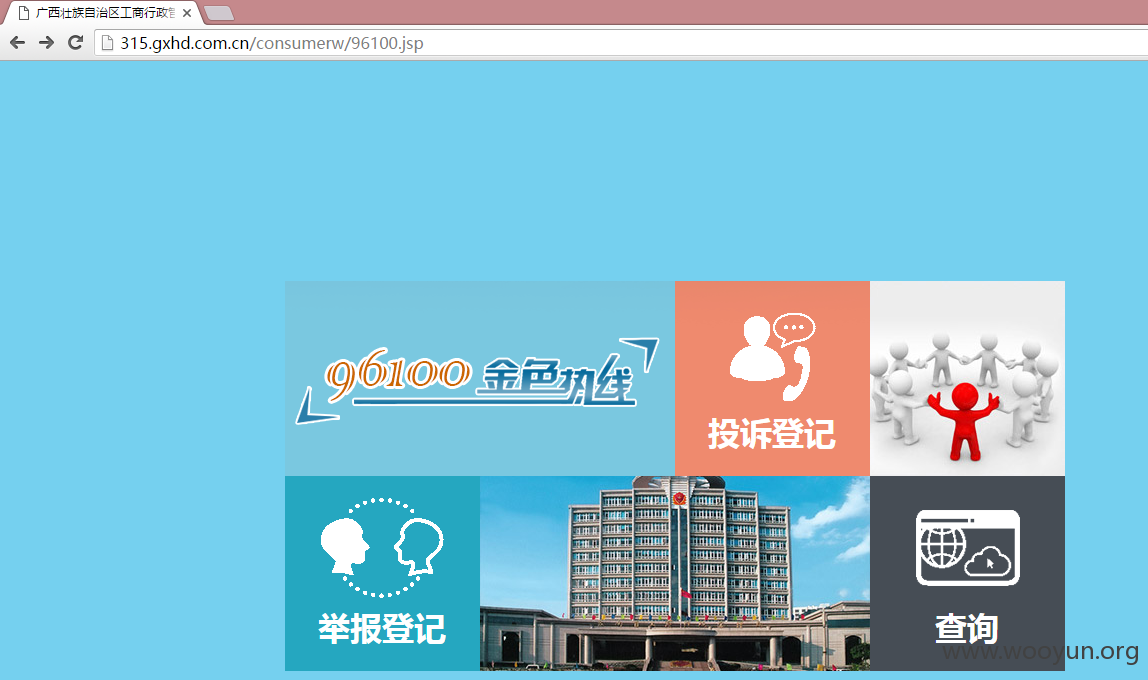 广西壮族自治区工商行政管
315.gxhd.com.cn/consumerw/96100.jsp
96100 金色热线
投诉登记
举报登记
查询
www.wooyun.org